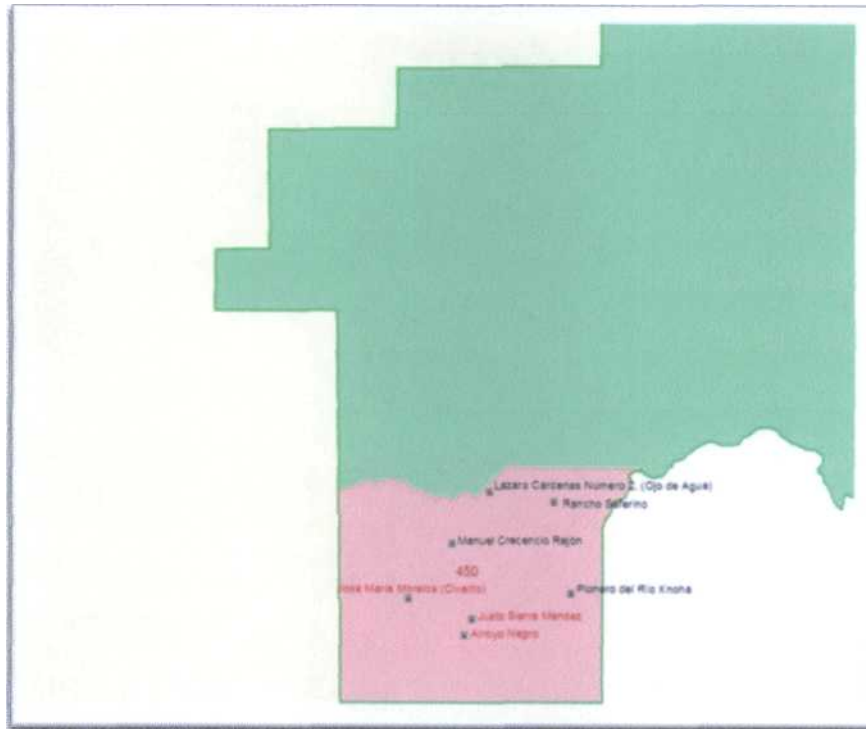 Lazaro Cardenas Numero 2, (Ojo de Agua)
Rancho Seferino
Manuel Crecencio Rejon
450
Jose Maria Morelos (Civalito)
Pionero del Rio Xnoha
Justo Sierra Mendez
Arroyo Negro